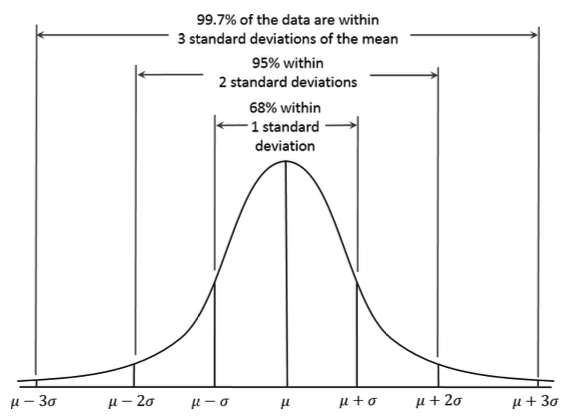 99.7% of the data are within
3 standard deviations of the mean
95% within
2 standard deviations
68% within
1 standard
deviation
μ − 3σ μ − 2σ μ − σ μ μ + σ μ + 2σ μ + 3σ